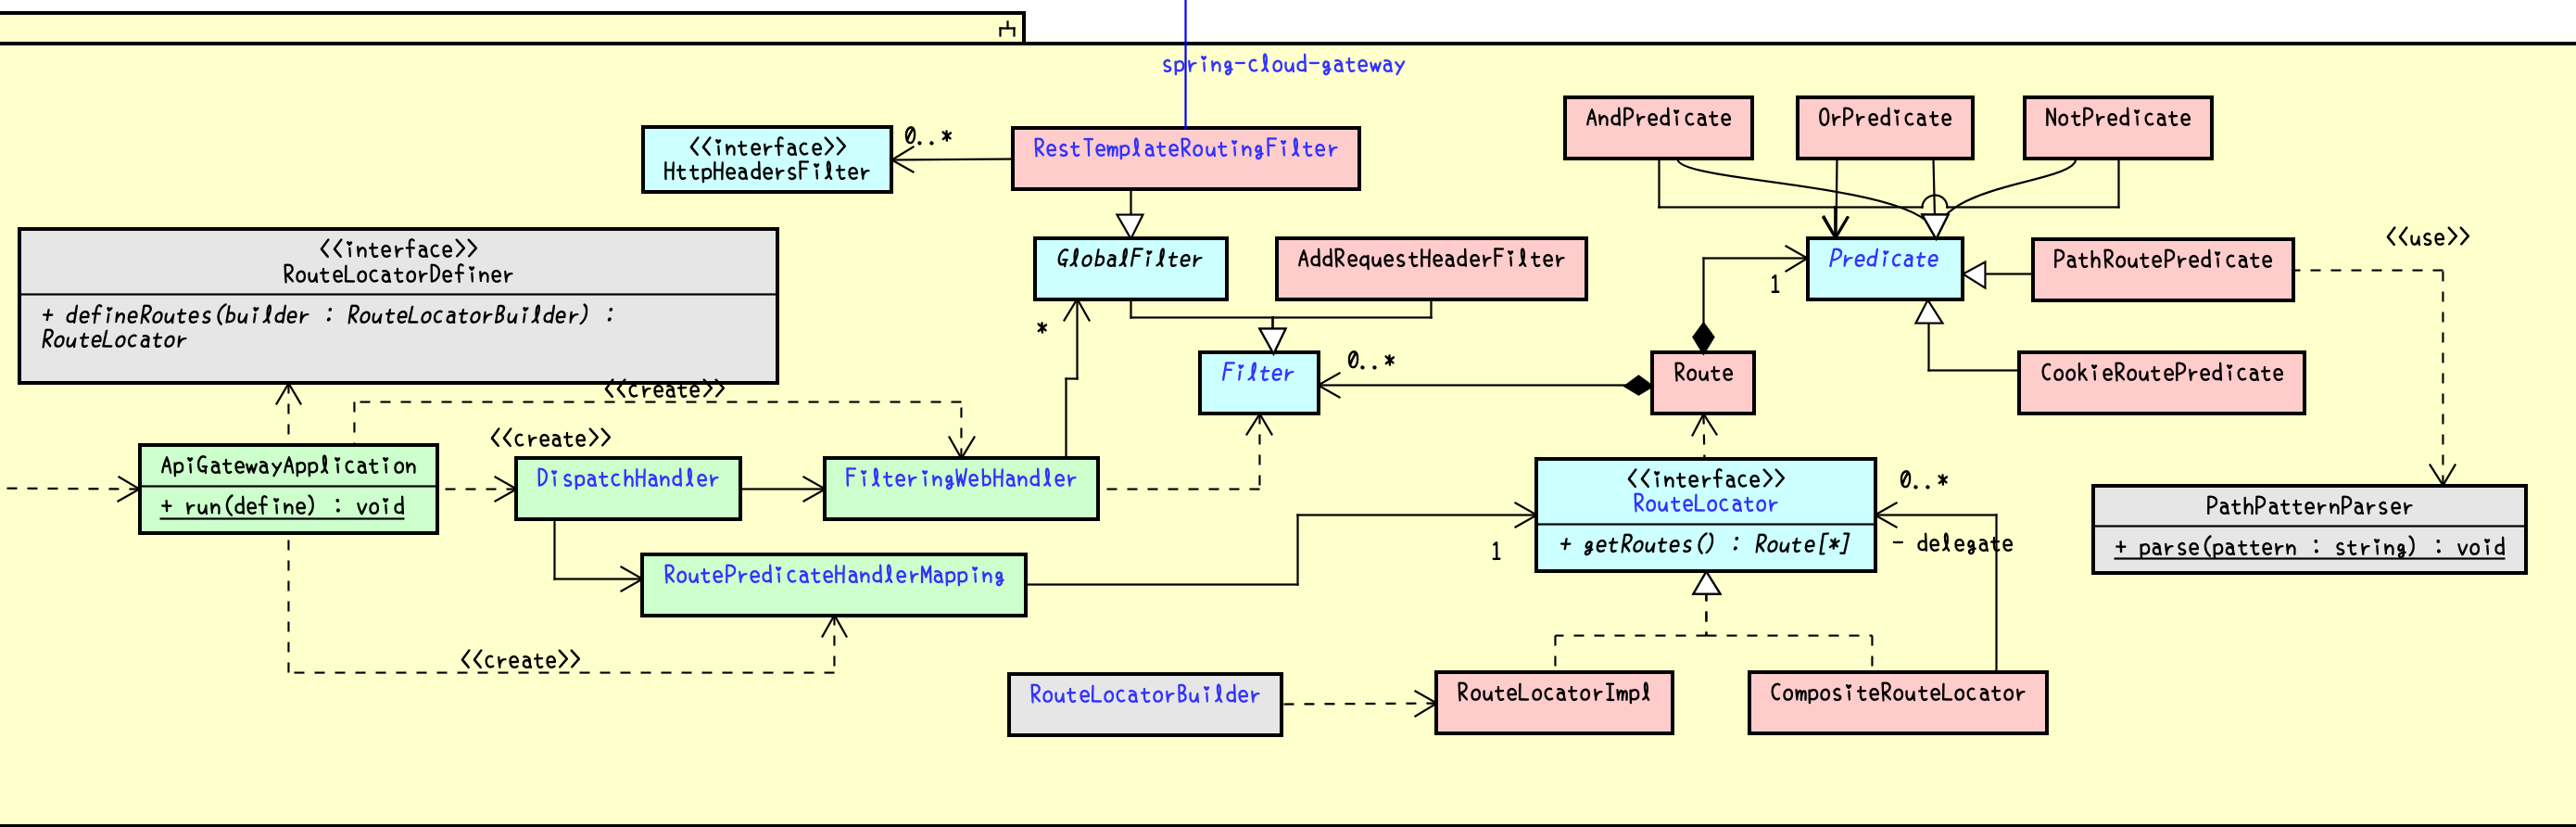 spring-cloud-gateway
AndPredicate
OrPredicate
NotPredicate
<<interface>>
HttpHeadersFilter
0..*
RestTemplateRoutingFilter
<<interface>>
RouteLocatorDefiner
+ defineRoutes(builder : RouteLocatorBuilder) :
RouteLocator
GlobalFilter
AddRequestHeaderFilter
1
Predicate
PathRoutePredicate
<<use>>
*
Filter
0..*
Route
CookieRoutePredicate
<<create>>
<<create>>
ApiGatewayApplication
+ run(define) : void
DispatchHandler
FilteringWebHandler
<<interface>>
RouteLocator
+ getRoutes() : Route[*]
0..*
- delegate
1
PathPatternParser
+ parse(pattern : string) : void
RoutePredicateHandlerMapping
<<create>>
RouteLocatorBuilder
RouteLocatorImpl
CompositeRouteLocator